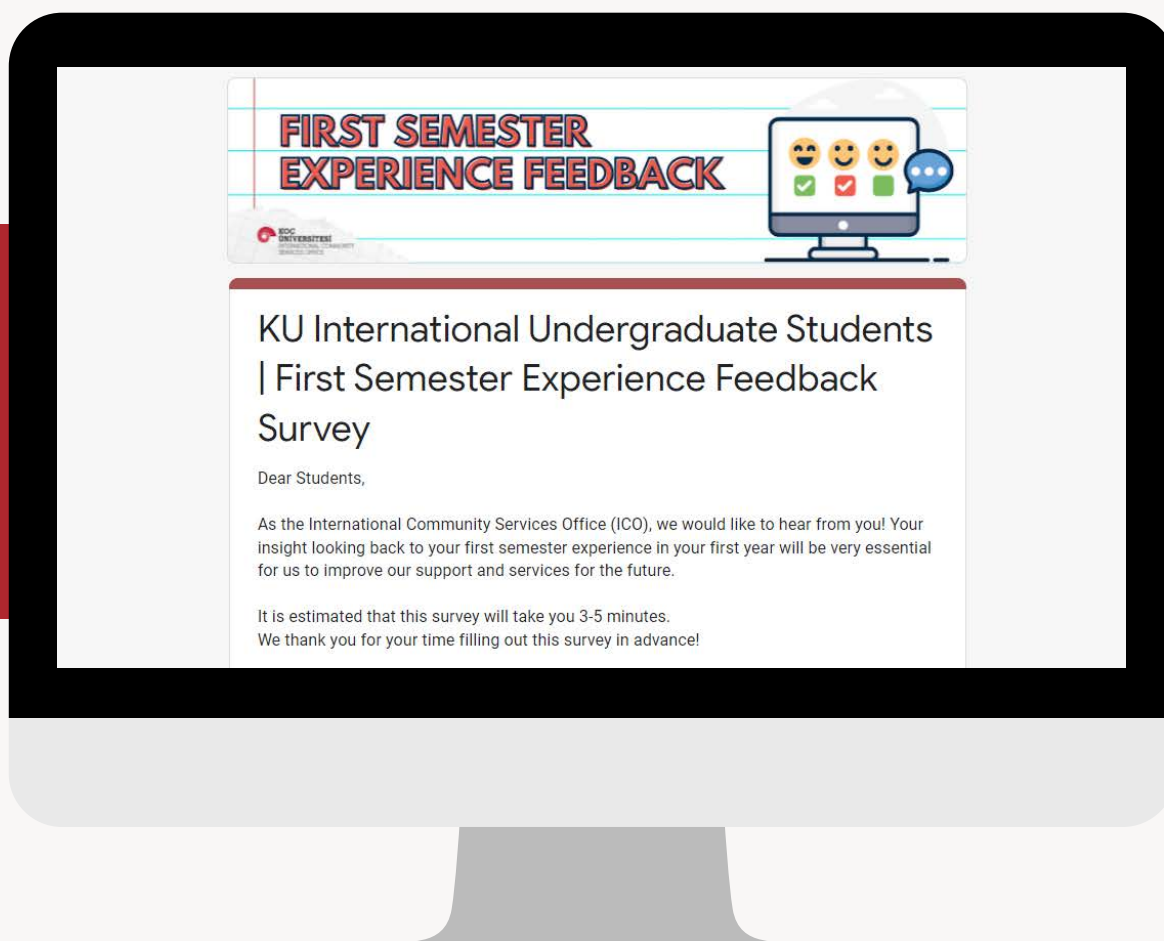 FIRST SEMESTER
EXPERIENCE FEEDBACK
KOÇ
ÜNİVERSİTESİ
INTERNATIONAL COMMUNITY
SERVICES OFFICE
KU International Undergraduate Students
| First Semester Experience Feedback
Survey
Dear Students,
As the International Community Services Office (ICO), we would like to hear from you! Your
insight looking back to your first semester experience in your first year will be very essential
for us to improve our support and services for the future.
It is estimated that this survey will take you 3-5 minutes.
We thank you for your time filling out this survey in advance!